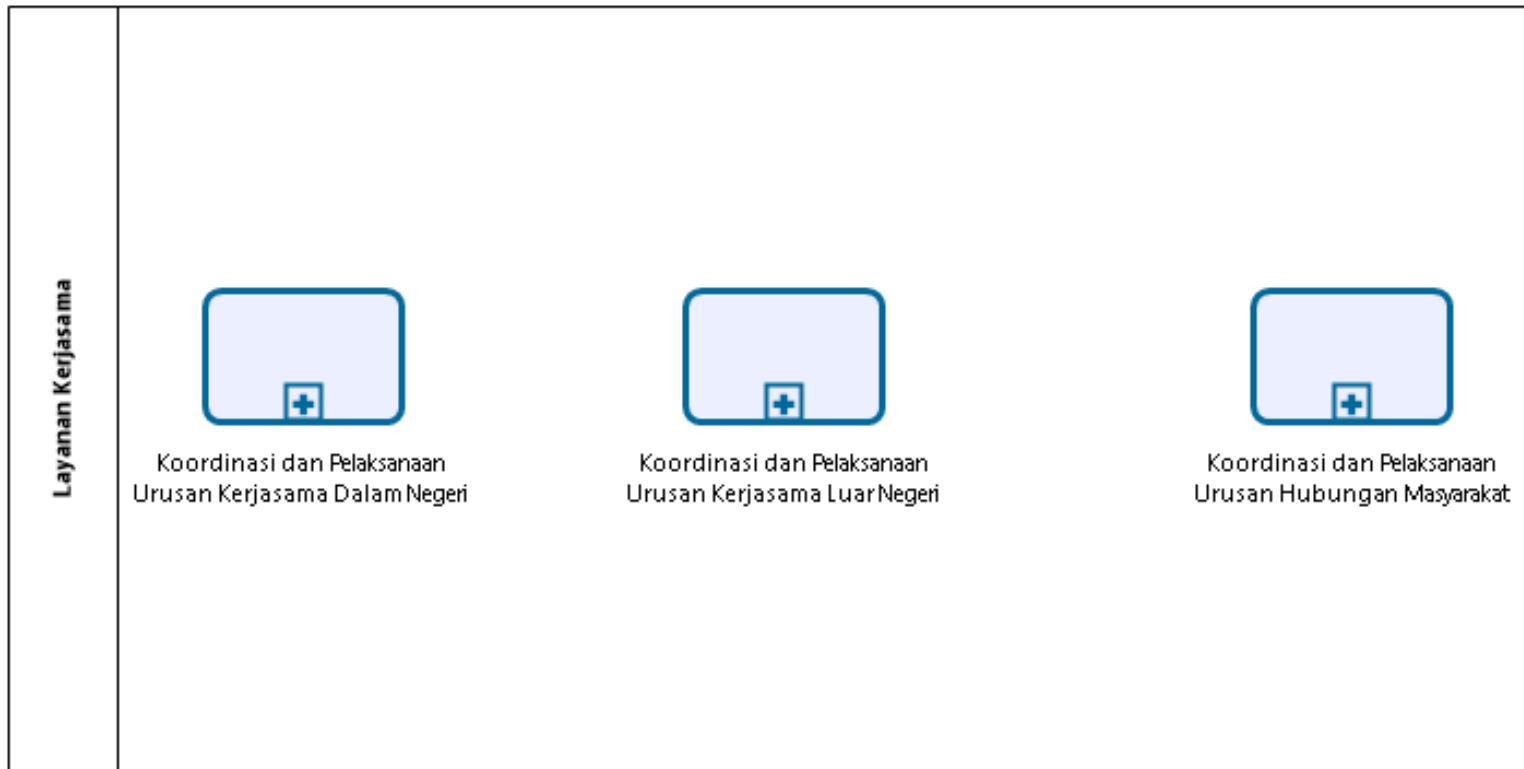 Layanan Kerjasama
Koordinasi dan Pelaksanaan
Urusan Kerjasama Dalam Negeri
Koordinasi dan Pelaksanaan
Urusan Kerjasama Luar Negeri
Koordinasi dan Pelaksanaan
Urusan Hubungan Masyarakat